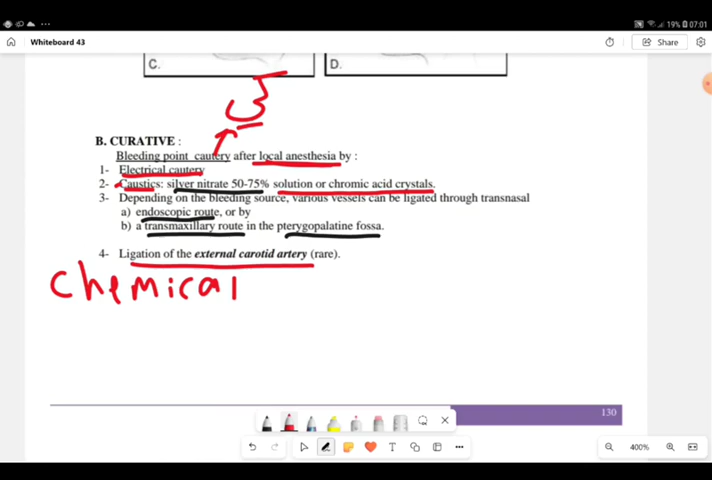 19% 07:01
Whiteboard 43
Share
C.
D.
B. CURATIVE :
Bleeding point cautery after local anesthesia by :
1- Electrical cautery
2- Caustics: silver nitrate 50-75% solution or chromic acid crystals.
3- Depending on the bleeding source, various vessels can be ligated through transnasal
a) endoscopic route, or by
b) a transmaxillary route in the pterygopalatine fossa.
4- Ligation of the external carotid artery (rare).
chemical
130
T
400%